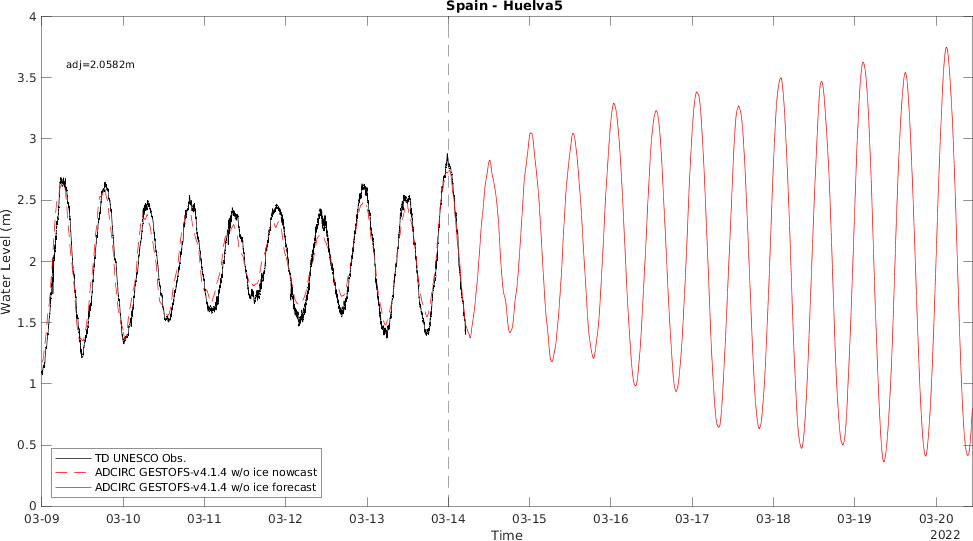 Spain - Huelva5
adj=2.0582m
Water Level (m)
4
3.5
3
2.5
2
1.5
1
0.5
0
TD UNESCO Obs.
ADCIRC GESTOFS-v4.1.4 w/o ice nowcast
ADCIRC GESTOFS-v4.1.4 w/o ice forecast
03-09 03-10 03-11 03-12 03-13 03-14 03-15 03-16 03-17 03-18 03-19 03-20
2022
Time